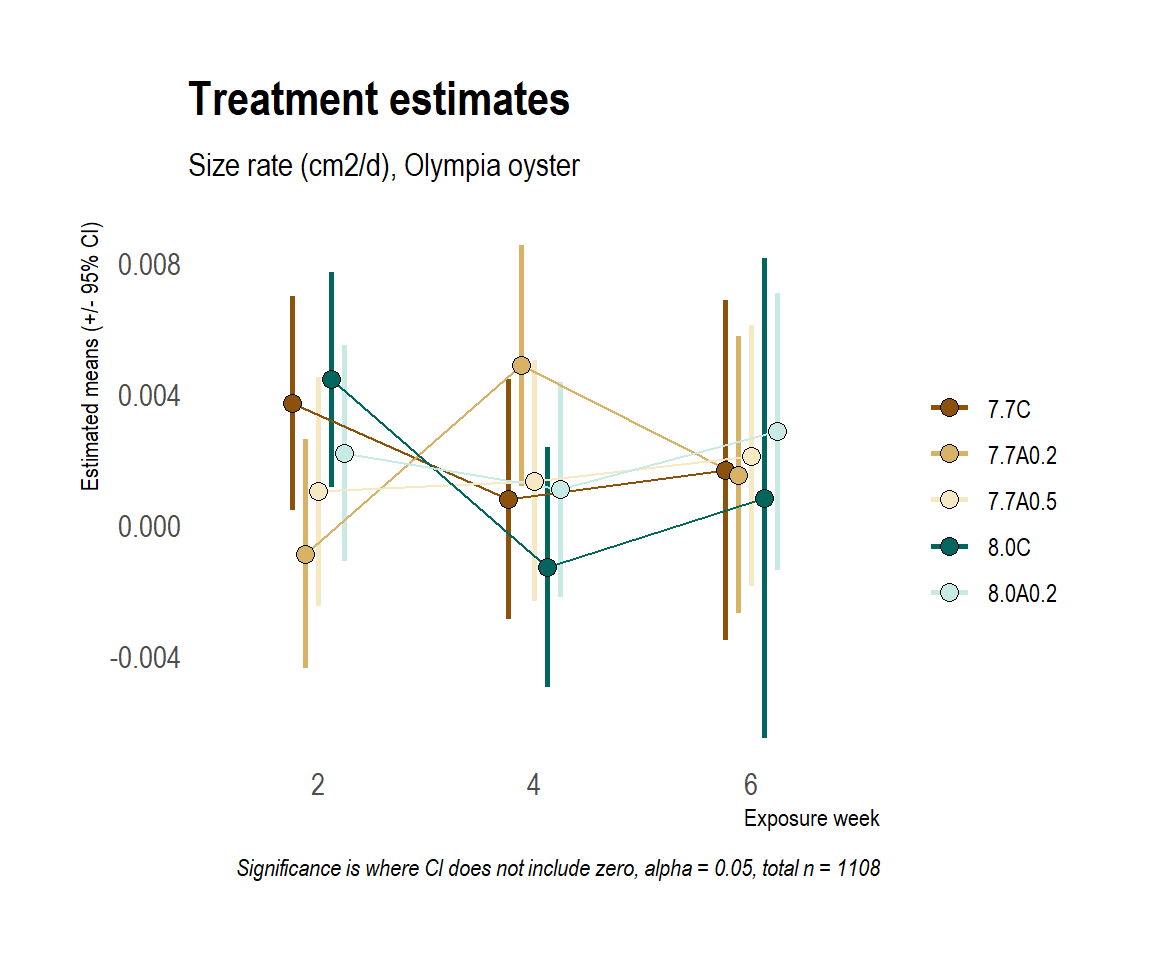 Treatment estimates
Size rate (cm2/d), Olympia oyster
Estimated means (+/- 95% CI)
0.008
0.004
0.000
-0.004
2
4
6
Exposure week
7.7C
7.7A0.2
7.7A0.5
8.0C
8.0A0.2
Significance is where CI does not include zero, alpha = 0.05, total n = 1108